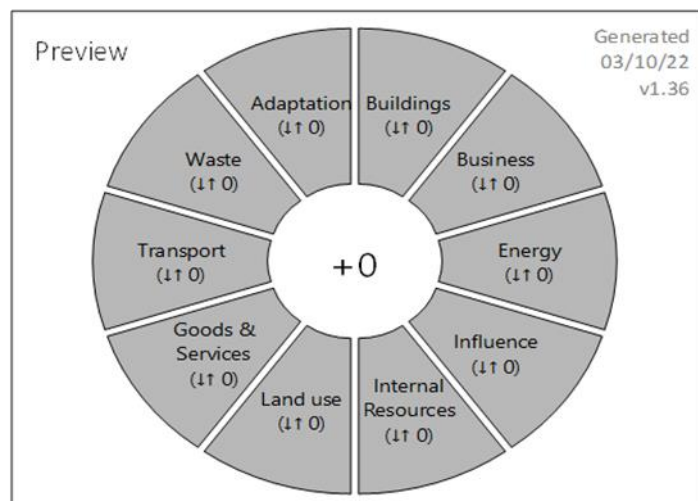 Preview
Generated
03/10/22
v1.36
Adaptation
(↓↑ 0)
Buildings
(↓↑ 0)
Waste
(↓↑ 0)
Business
(↓↑ 0)
Transport
(↓↑ 0)
+0
Energy
(↓↑ 0)
Goods &
Services
(↓↑ 0)
Influence
(↓↑ 0)
Land use
(↓↑ 0)
Internal
Resources
(↓↑ 0)